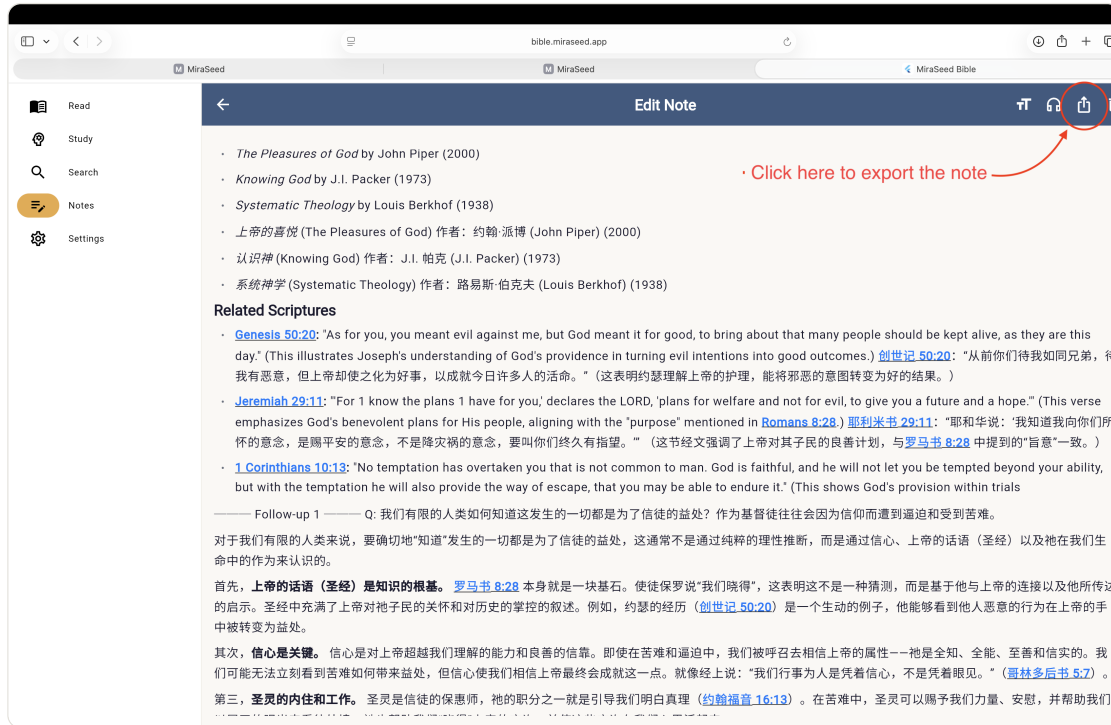 bible.miraseed.app
MiraSeed
MiraSeed
MiraSeed Bible
Read
Study
Search
Notes
Settings
Edit Note
· Click here to export the note
• The Pleasures of God by John Piper (2000)
• Knowing God by J.I. Packer (1973)
• Systematic Theology by Louis Berkhof (1938)
• 上帝的喜悦 (The Pleasures of God) 作者：约翰·派博 (John Piper) (2000)
• 认识神 (Knowing God) 作者：J.I. 帕克 (J.I. Packer) (1973)
• 系统神学 (Systematic Theology) 作者：路易斯·伯克夫 (Louis Berkhof) (1938)
Related Scriptures
• Genesis 50:20: "As for you, you meant evil against me, but God meant it for good, to bring about that many people should be kept alive, as they are this
day." (This illustrates Joseph's understanding of God's providence in turning evil intentions into good outcomes.) 创世记 50:20：“从前你们待我如同兄弟，待
我有恶意，但上帝却使之化为好事，以成就今日许多人的活命。”（这表明约瑟理解上帝的护理，能将邪恶的意图转变为好的结果。）
• Jeremiah 29:11: "'For I know the plans I have for you,' declares the LORD, 'plans for welfare and not for evil, to give you a future and a hope.'" (This verse
emphasizes God's benevolent plans for His people, aligning with the "purpose" mentioned in Romans 8:28.) 耶利米书 29:11：“耶和华说：‘我知道我向你们所
怀的意念，是赐平安的意念，不是降灾祸的意念，要叫你们终久有指望。’”（这节经文强调了上帝对其子民的良善计划，与罗马书 8:28 中提到的“旨意”一致。）
• 1 Corinthians 10:13: "No temptation has overtaken you that is not common to man. God is faithful, and he will not let you be tempted beyond your ability,
but with the temptation he will also provide the way of escape, that you may be able to endure it." (This shows God's provision within trials
——— Follow-up 1 ——— Q: 我们有限的人类如何知道这发生的一切都是为了信徒的益处？作为基督徒往往会因为信仰而遭到逼迫和受到苦难。
对于我们有限的人类来说，要确切地“知道”发生的一切都是为了信徒的益处，这通常不是通过纯粹的理性推断，而是通过信心、上帝的话语（圣经）以及祂在我们生
命中的作为来认识的。
首先，上帝的话语（圣经）是知识的根基。 罗马书 8:28 本身就是一块基石。使徒保罗说“我们晓得”，这表明这不是一种猜测，而是基于他与上帝的连接以及他所传达
的启示。圣经中充满了上帝对祂子民的关怀和对历史的掌控的叙述。例如，约瑟的经历（创世记 50:20）是一个生动的例子，他能够看到他人恶意的行为在上帝的手
中被转变为益处。
其次，信心是关键。 信心是对上帝超越我们理解的能力和良善的信靠。即使在苦难和逼迫中，我们被呼召去相信上帝的属性——祂是全知、全能、至善和信实的。我
们可能无法立刻看到苦难如何带来益处，但信心使我们相信上帝最终会成就这一点。就像经上说：“我们行事为人是凭着信心，不是凭着眼见。”（哥林多后书 5:7）。
第三，圣灵的内住和工作。 圣灵是信徒的保惠师，祂的职分之一就是引导我们明白真理（约翰福音 16:13）。在苦难中，圣灵可以赐予我们力量、安慰，并帮助我们